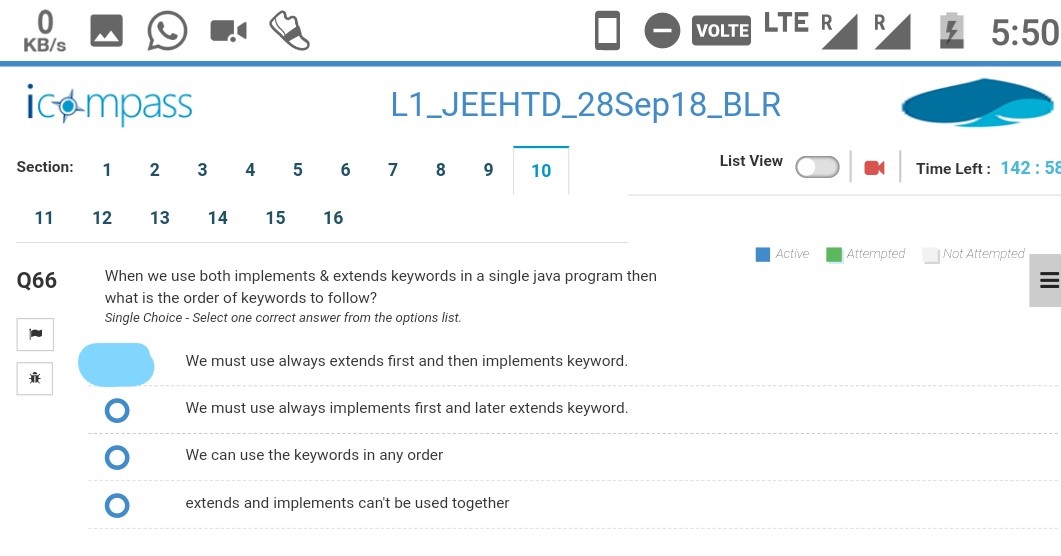 0 KB/s VOLTE LTE R R 5:50
icompass L1_JEEHTD_28Sep18_BLR
Section: 1 2 3 4 5 6 7 8 9 10 List View Time Left : 142 : 58
11 12 13 14 15 16
Active Attempted Not Attempted
Q66 When we use both implements & extends keywords in a single java program then
what is the order of keywords to follow?
Single Choice - Select one correct answer from the options list.
We must use always extends first and then implements keyword.
We must use always implements first and later extends keyword.
We can use the keywords in any order
extends and implements can't be used together